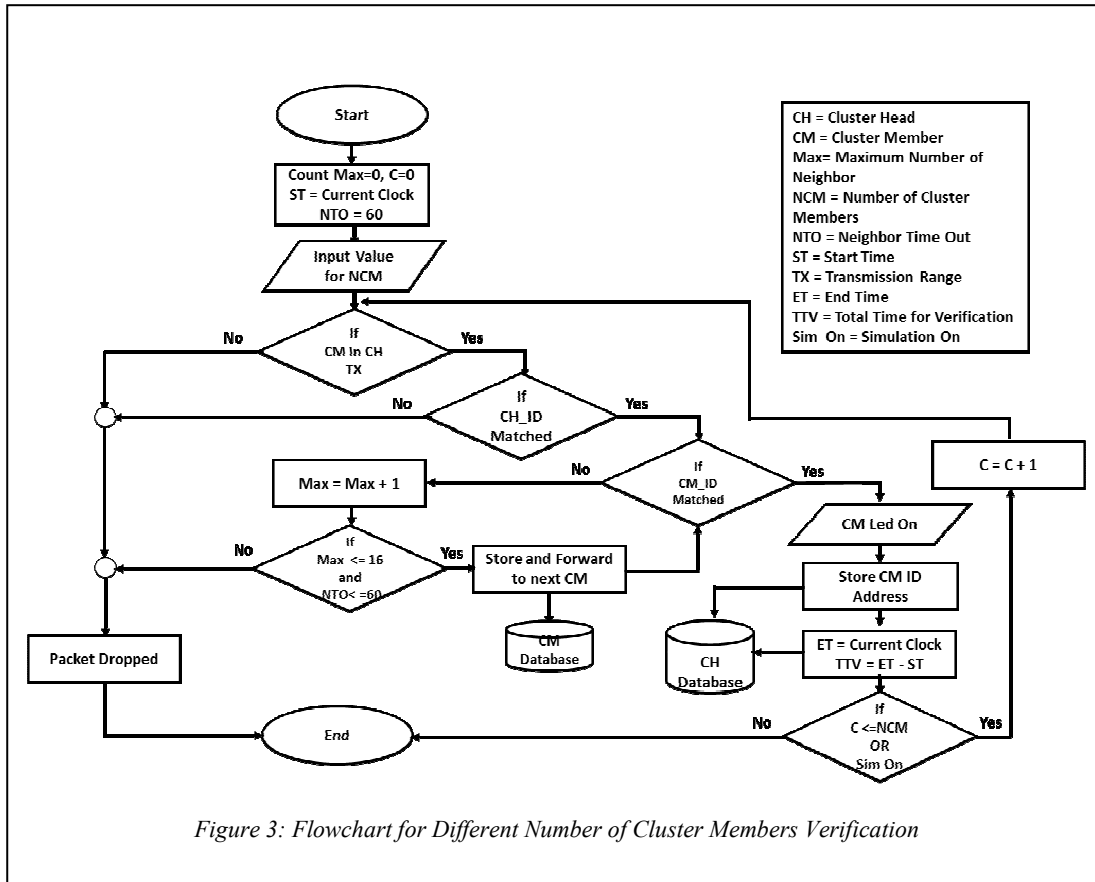 Start
Count Max=0, C=0
ST = Current Clock
NTO = 60
Input Value
for NCM
If
CM In CH
TX
No
Yes
If
CH_ID
Matched
No
Yes
If
CM_ID
Matched
No
Yes
Max = Max + 1
If
Max <= 16
and
NTO< =60
No
Yes
Store and Forward
to next CM
CM
Database
Packet Dropped
End
CM Led On
Store CM ID
Address
CH
Database
ET = Current Clock
TTV = ET - ST
If
C <=NCM
OR
Sim On
No
Yes
C = C + 1
CH = Cluster Head
CM = Cluster Member
Max= Maximum Number of
Neighbor
NCM = Number of Cluster
Members
NTO = Neighbor Time Out
ST = Start Time
TX = Transmission Range
ET = End Time
TTV = Total Time for Verification
Sim On = Simulation On
Figure 3: Flowchart for Different Number of Cluster Members Verification